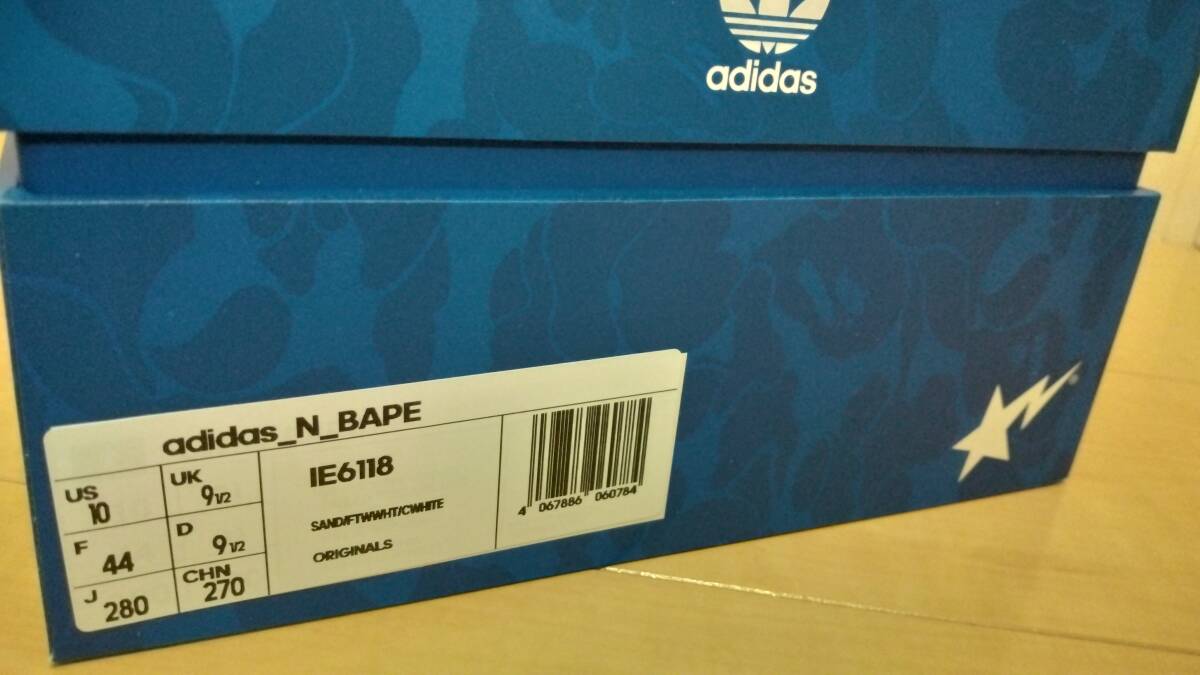 adidas
adidas_N_BAPE
US
10
UK
9 1/2
F
44
D
9 1/2
J
280
CHN
270
IE6118
SAND/FTWWHT/CWHITE
ORIGINALS
4 067886 060784
®